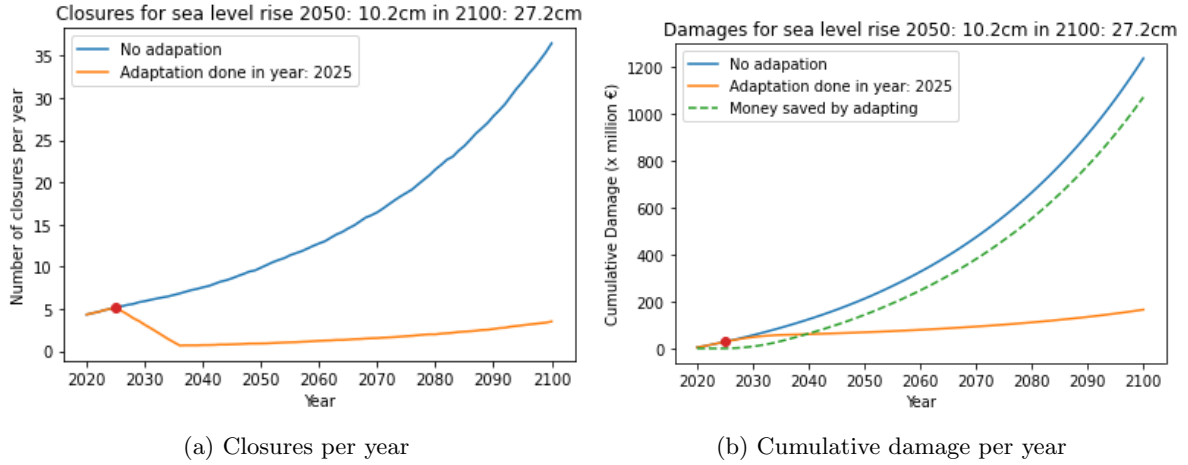 Closures for sea level rise 2050: 10.2cm in 2100: 27.2cm
No adapation
Adaptation done in year: 2025
Number of closures per year
35
30
25
20
15
10
5
0
2020 2030 2040 2050 2060 2070 2080 2090 2100
Year
(a) Closures per year
Damages for sea level rise 2050: 10.2cm in 2100: 27.2cm
No adapation
Adaptation done in year: 2025
Money saved by adapting
Cumulative Damage (x million €)
1200
1000
800
600
400
200
0
2020 2030 2040 2050 2060 2070 2080 2090 2100
Year
(b) Cumulative damage per year